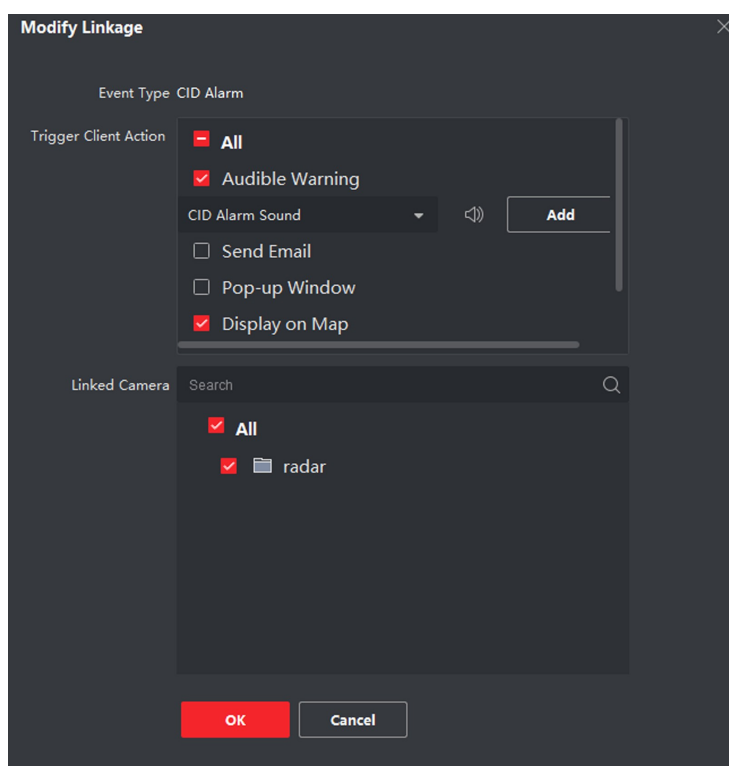 Modify Linkage
Event Type CID Alarm
Trigger Client Action
All
Audible Warning
CID Alarm Sound
Add
Send Email
Pop-up Window
Display on Map
Linked Camera
Search
All
radar
OK
Cancel